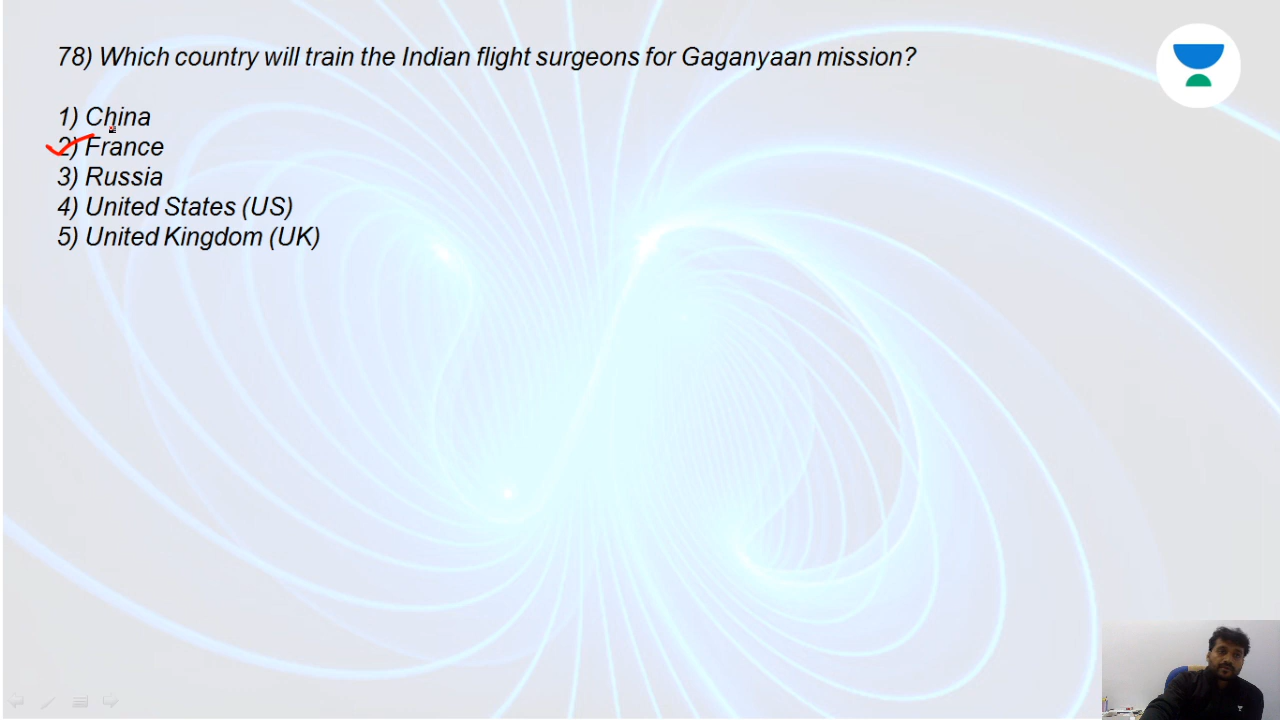 78) Which country will train the Indian flight surgeons for Gaganyaan mission?
1) China
2) France
3) Russia
4) United States (US)
5) United Kingdom (UK)